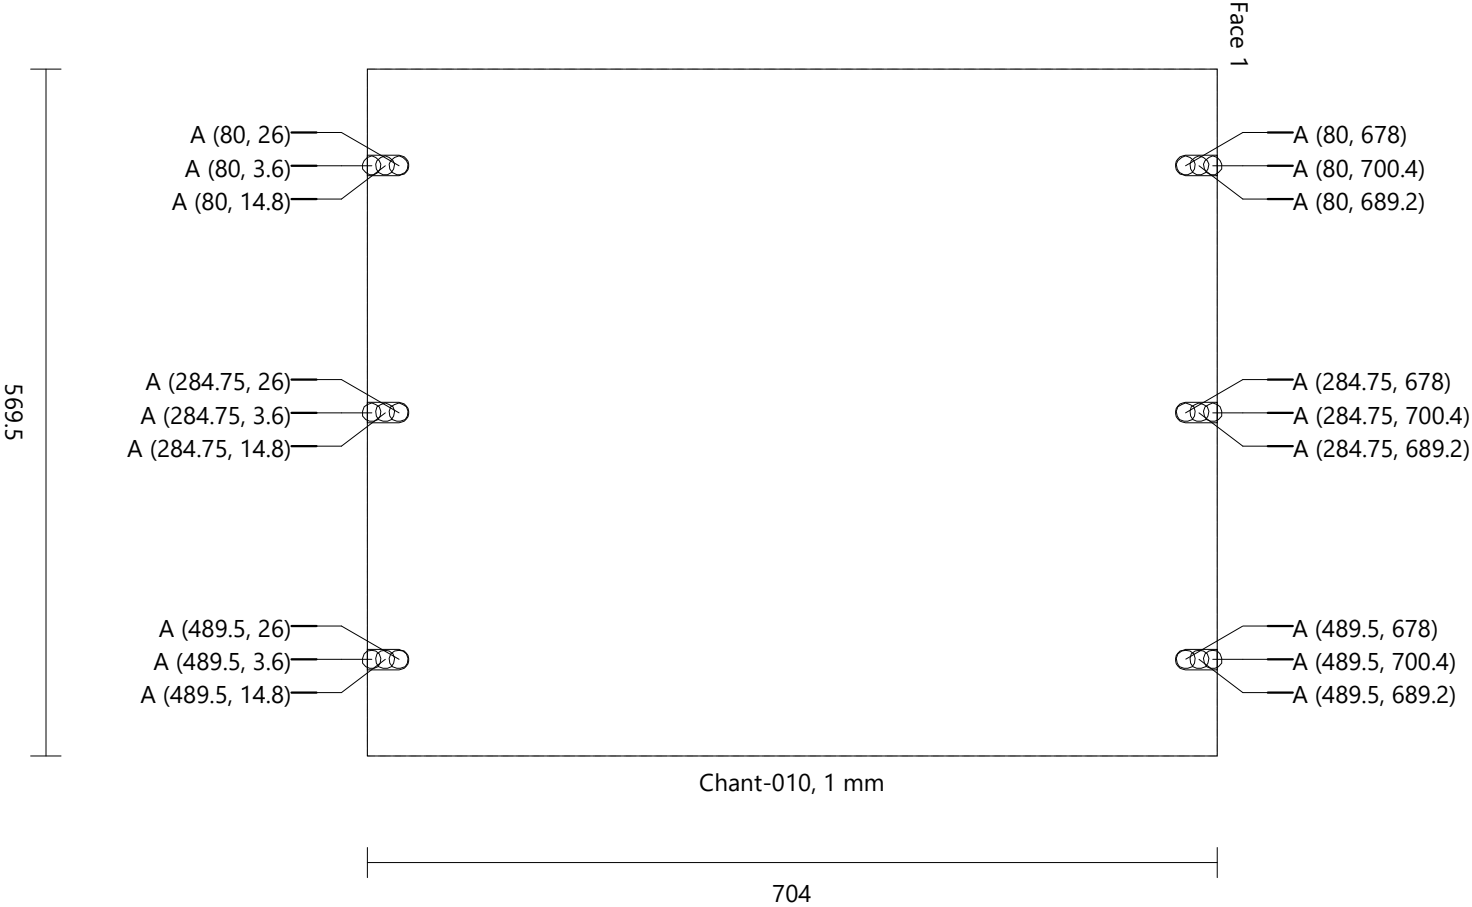 Face 1
A (80, 26)
A (80, 3.6)
A (80, 14.8)
A (80, 678)
A (80, 700.4)
A (80, 689.2)
A (284.75, 26)
A (284.75, 3.6)
A (284.75, 14.8)
A (284.75, 678)
A (284.75, 700.4)
A (284.75, 689.2)
569.5
A (489.5, 26)
A (489.5, 3.6)
A (489.5, 14.8)
A (489.5, 678)
A (489.5, 700.4)
A (489.5, 689.2)
Chant-010, 1 mm
704